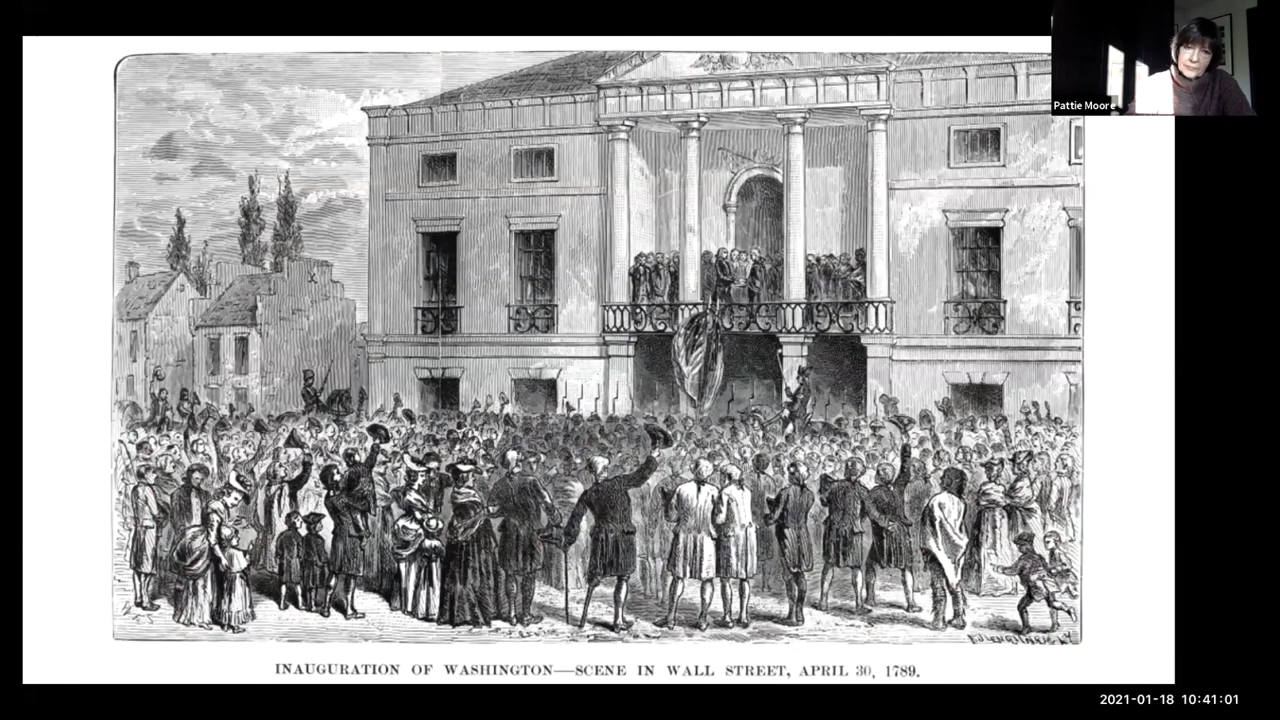 Pattie Moore
INAUGURATION OF WASHINGTON—SCENE IN WALL STREET, APRIL 30, 1789.
2021-01-18 10:41:01